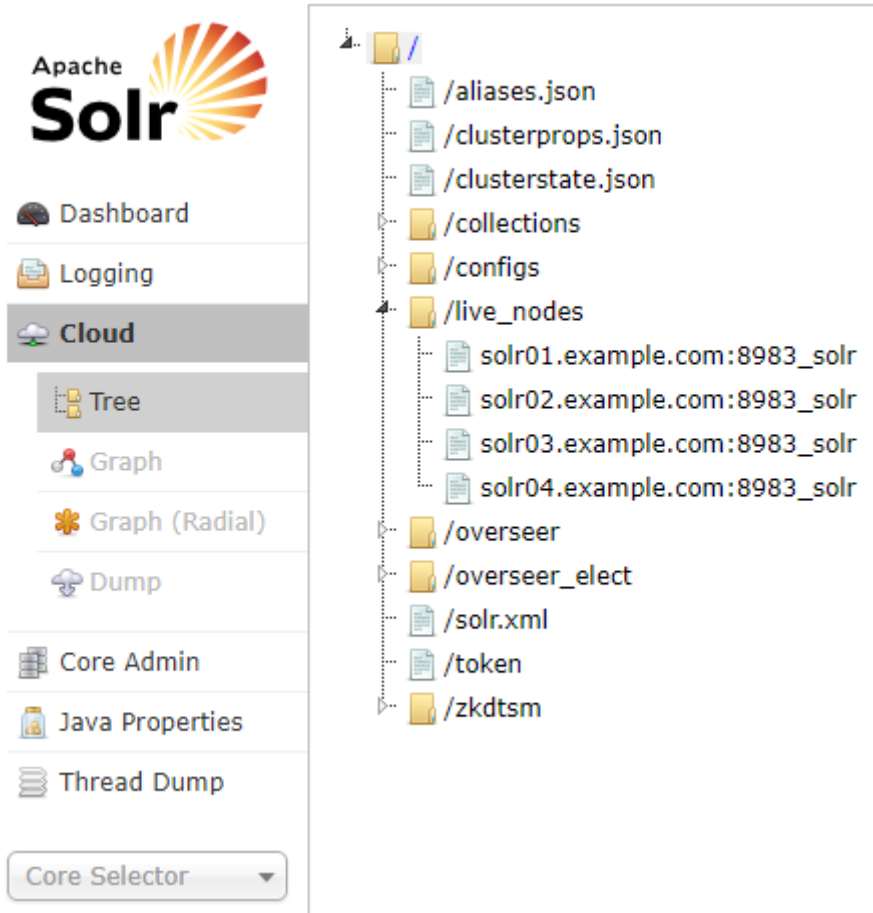 Apache
Solr
Dashboard
Logging
Cloud
Tree
Graph
Graph (Radial)
Dump
Core Admin
Java Properties
Thread Dump
Core Selector
/
/aliases.json
/clusterprops.json
/clusterstate.json
/collections
/configs
/live_nodes
solr01.example.com:8983_solr
solr02.example.com:8983_solr
solr03.example.com:8983_solr
solr04.example.com:8983_solr
/overseer
/overseer_elect
/solr.xml
/token
/zkdtsm